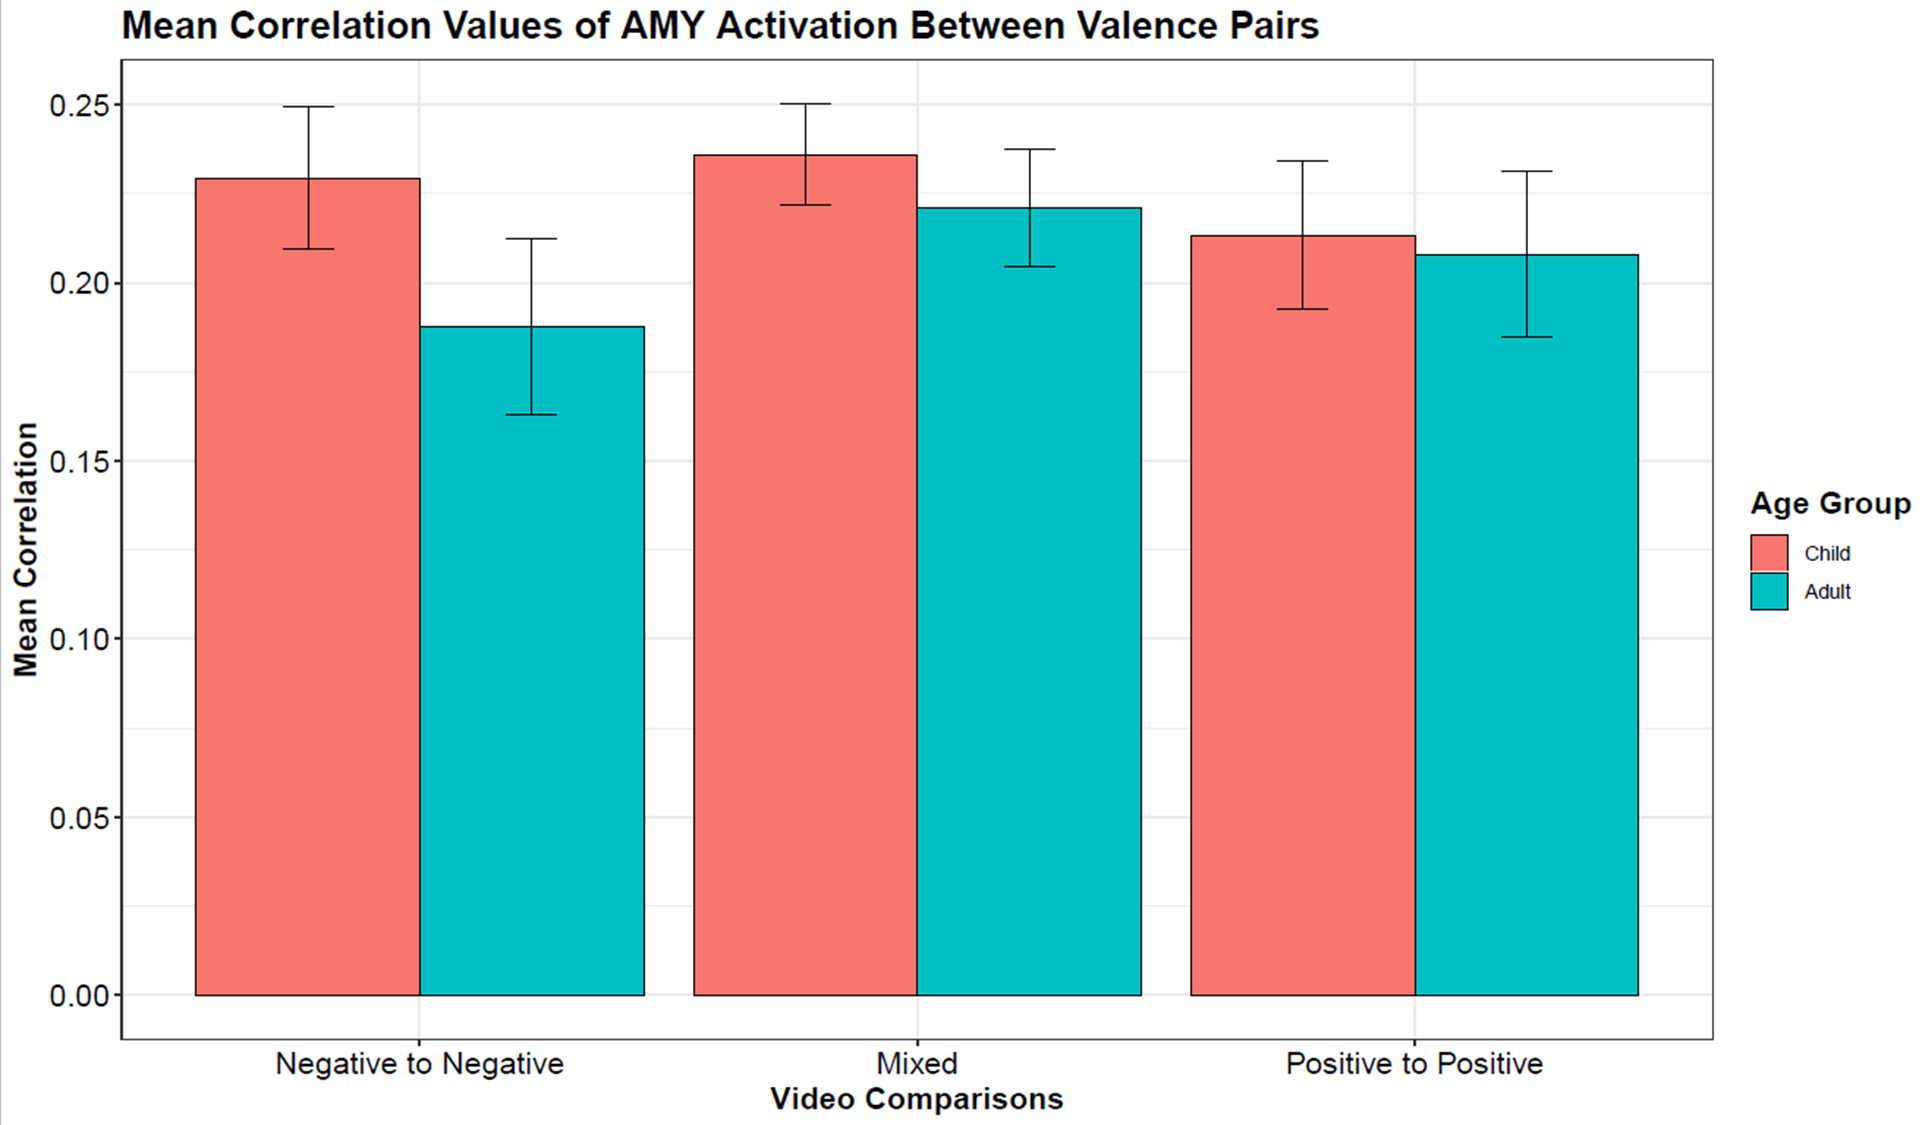 Mean Correlation Values of AMY Activation Between Valence Pairs
Mean Correlation
0.25
0.20
0.15
0.10
0.05
0.00
Negative to Negative
Mixed
Positive to Positive
Video Comparisons
Age Group
Child
Adult